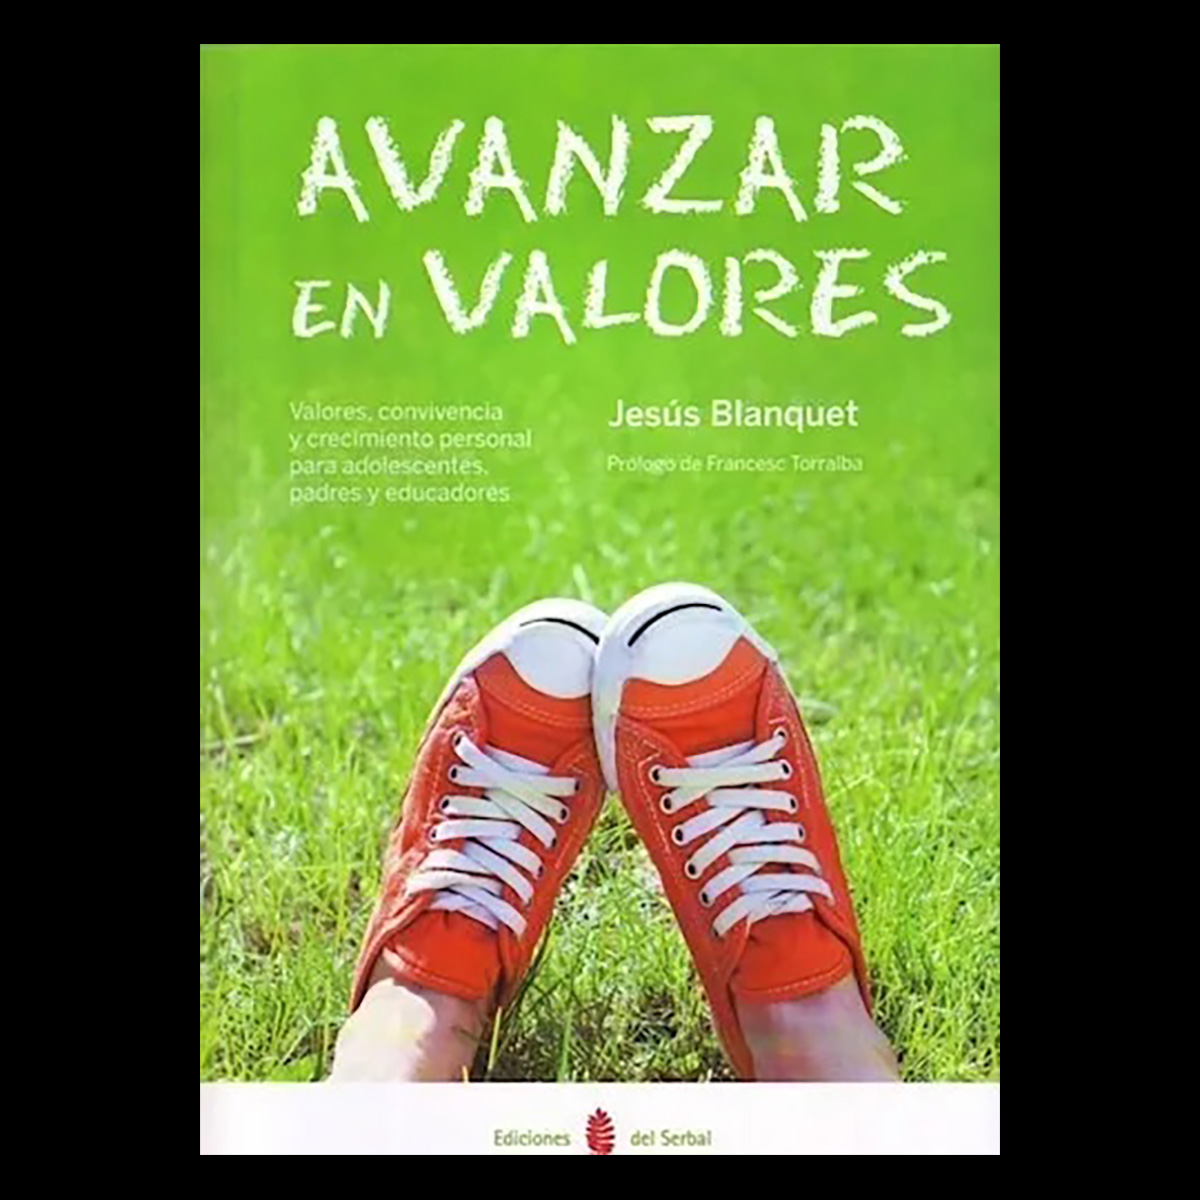 AVANZAR
EN VALORES
Valores, convivencia
y crecimiento personal
para adolescentes,
padres y educadores
Jesús Blanquet
Prólogo de Francesc Torralba
Ediciones del Serbal